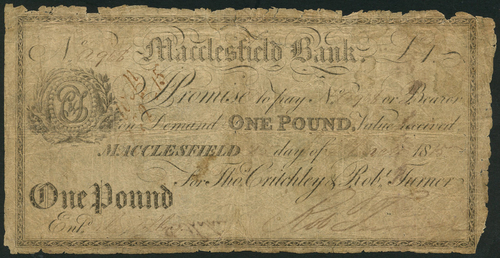 Macclesfield Bank. £1
I Promise to pay or Bearer
on Demand ONE POUND, Value received
MACCLESFIELD day of 18
For Thos. Critchley & Robt. Turner
One Pound
Entd.